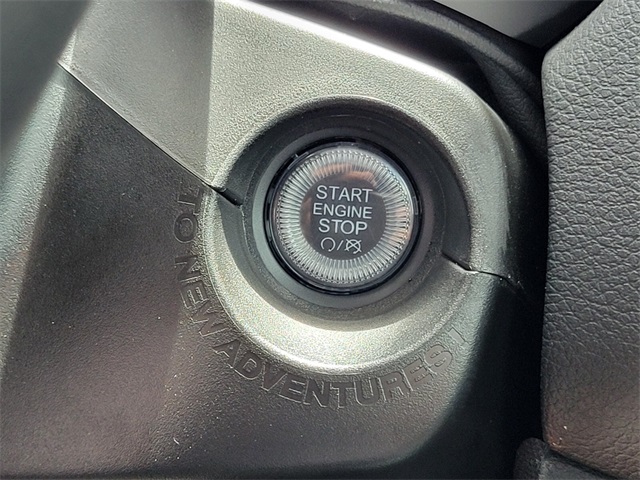 START
ENGINE
STOP
TO NEW ADVENTURES!